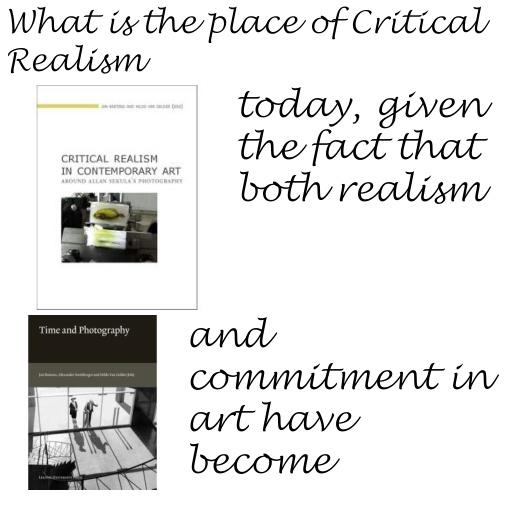 What is the place of Critical
Realism
JAN BAETENS AND HILDE VAN GELDER (EDS)
CRITICAL REALISM
IN CONTEMPORARY ART
AROUND ALLAN SEKULA'S PHOTOGRAPHY
today, given
the fact that
both realism
Time and Photography
Jan Baetens, Alexander Streitberger and Hilde Van Gelder (eds)
LEUVEN UNIVERSITY PRESS
and
commitment in
art have
become